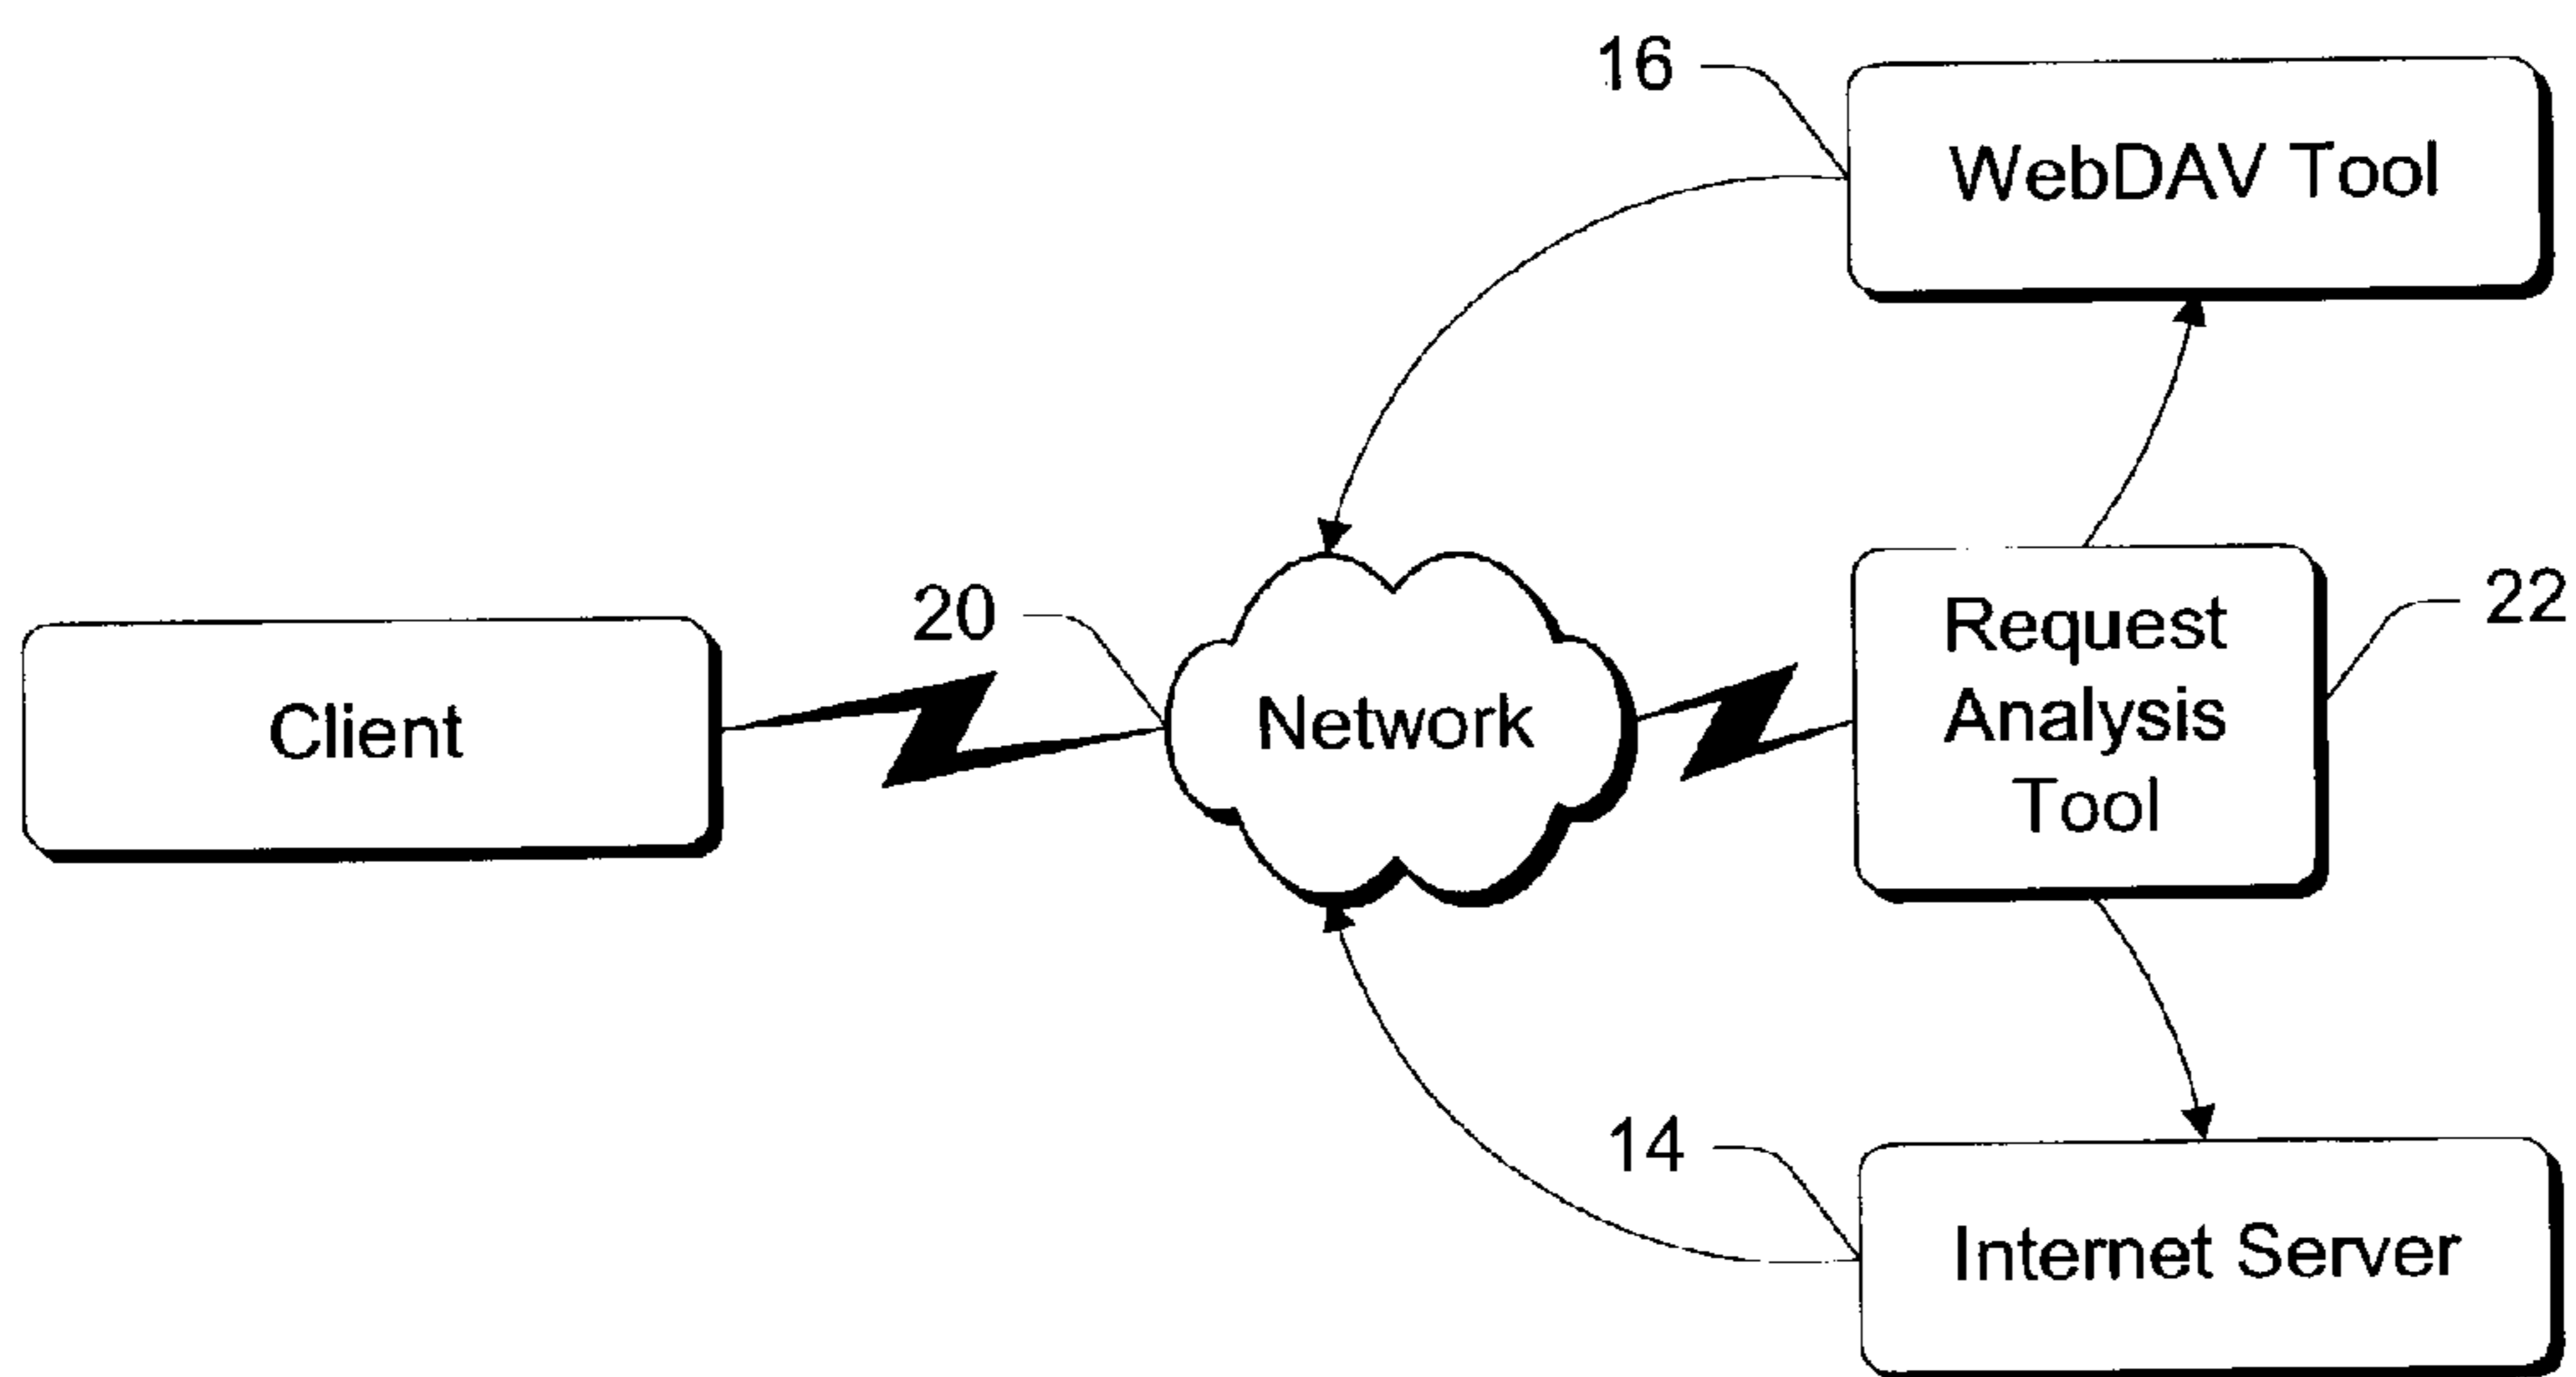 16
WebDAV Tool
20
22
Request
Analysis
Tool
Client
Network
14
Internet Server